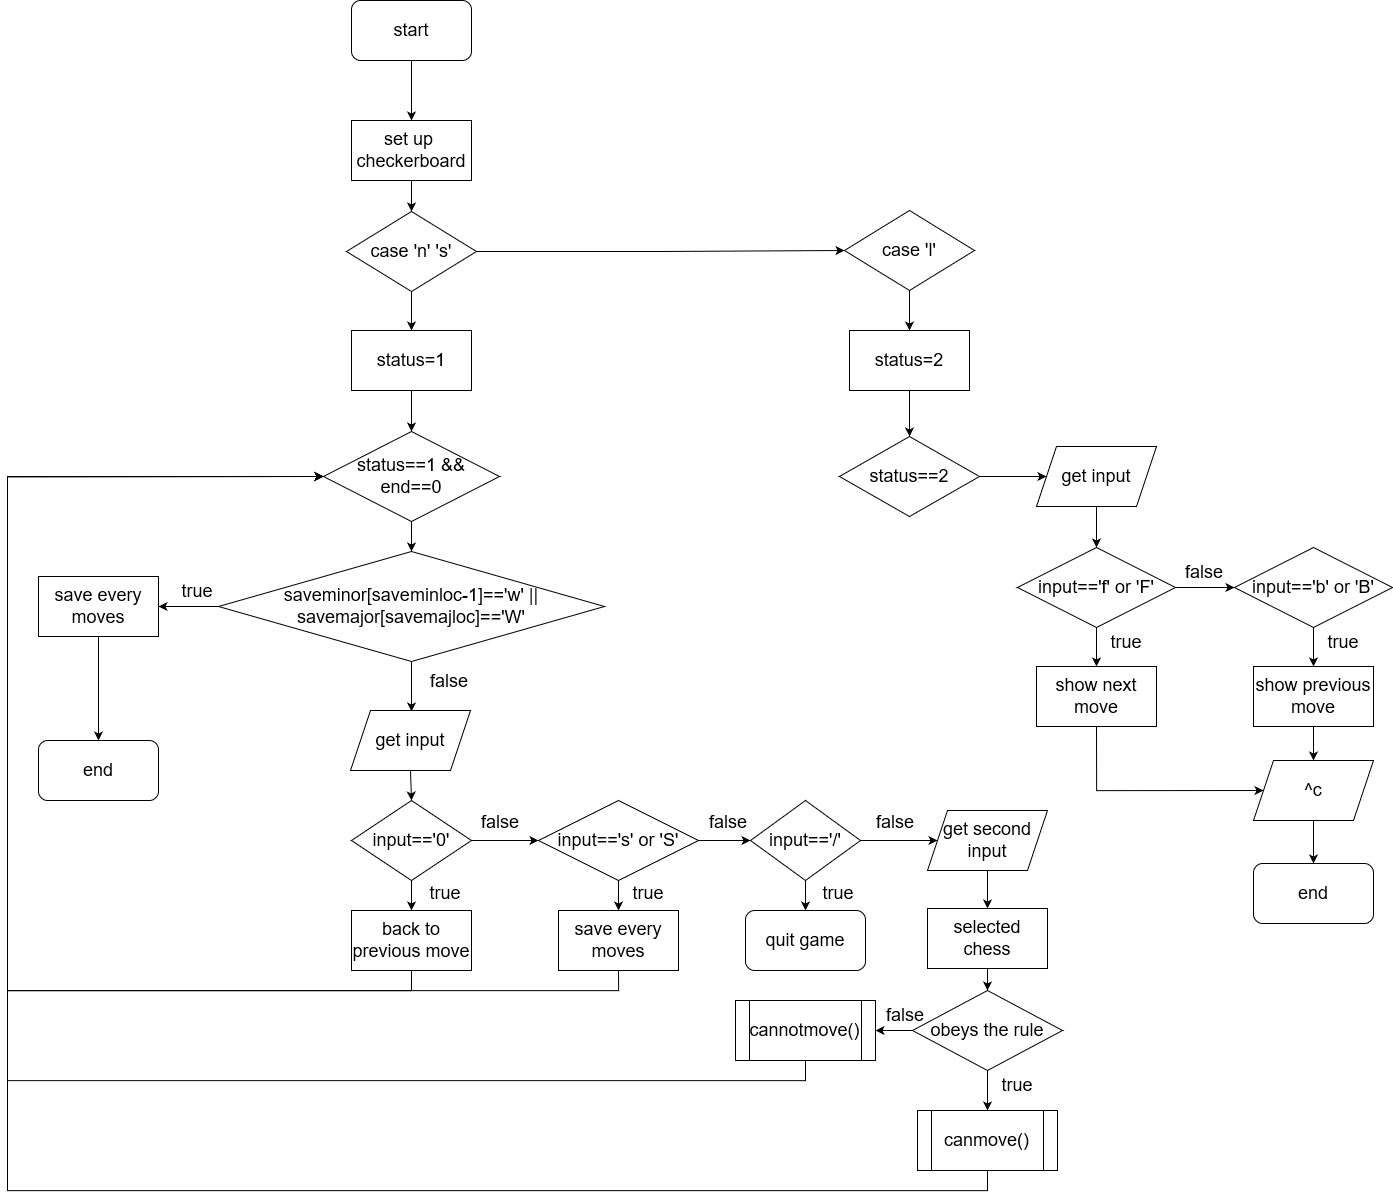 start
set up
checkerboard
case 'n' 's'
case 'l'
status=1
status=2
status==1 &&
end==0
status==2
get input
saveminor[saveminloc-1]=='w' ||
savemajor[savemajloc]=='W'
true
save every
moves
end
false
input=='f' or 'F'
false
input=='b' or 'B'
true
true
show next
move
show previous
move
^c
end
get input
input=='0'
false
input=='s' or 'S'
false
input=='/'
false
get second
input
true
true
true
back to
previous move
save every
moves
quit game
selected
chess
obeys the rule
false
cannotmove()
true
canmove()